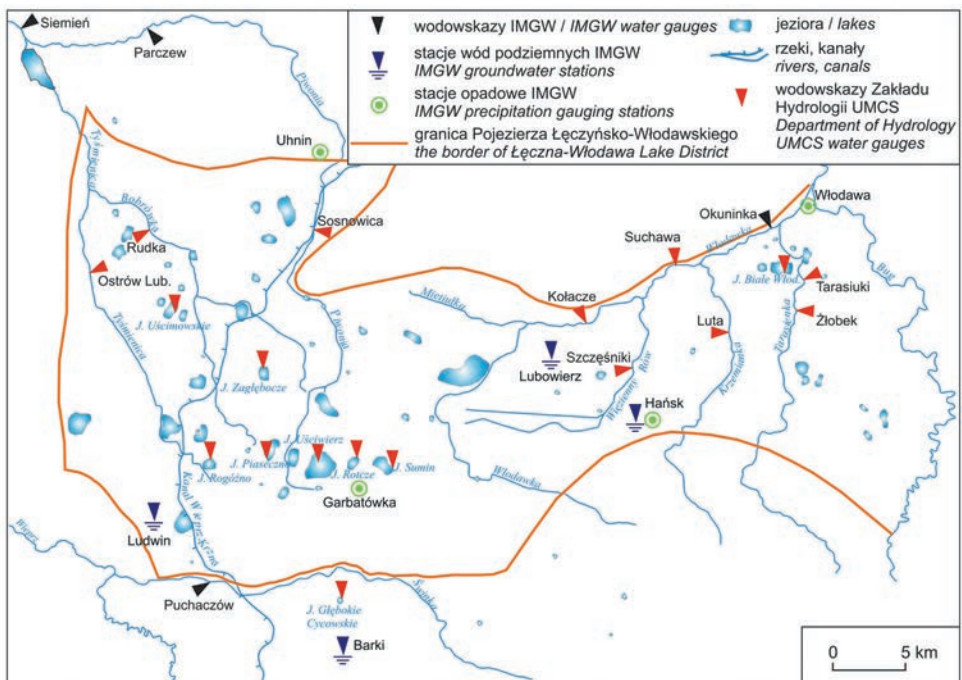 wodowskazy IMGW / IMGW water gauges
stacje wód podziemnych IMGW
IMGW groundwater stations
stacje opadowe IMGW
IMGW precipitation gauging stations
granica Pojezierza Łęczyńsko-Włodawskiego
the border of Łęczna-Włodawa Lake District
jeziora / lakes
rzeki, kanały
rivers, canals
wodowskazy Zakładu
Hydrologii UMCS
Department of Hydrology
UMCS water gauges
Siemień
Parczew
Piwonia
Uhnin
Tyśmienica
Bobrówka
Rudka
Sosnowica
Ostrów Lub.
J. Uścimowskie
Piwonia
J. Zagłębocze
J. Uściwierz
J. Rogóźno
J. Piaseczno
J. Rotcze
J. Sumin
Garbatówka
Kanał Wieprz-Krzna
Ludwin
Wieprz
Puchaczów
J. Głębokie
Cycowskie
Świnka
Barki
Włodawa
Okuninka
Włodawka
Suchawa
Bug
J. Białe Włod.
Tarasiuki
Mietiułka
Kołacze
Żłobek
Tarasienka
Luta
Krzemianka
Lubowierz
Szczęśniki
Więzienny Rów
Hańsk
Włodawka
0 5 km